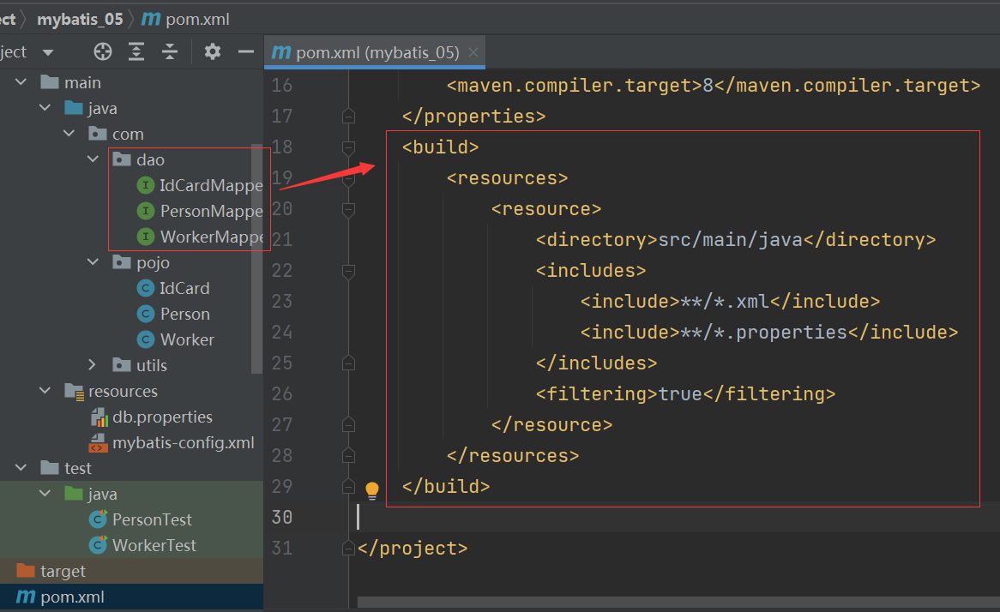 ect mybatis_05 m pom.xml
ject
m pom.xml (mybatis_05)
main
java
com
dao
I IdCardMappe
I PersonMappe
I WorkerMappe
pojo
C IdCard
C Person
C Worker
utils
resources
db.properties
mybatis-config.xml
test
java
C PersonTest
C WorkerTest
target
m pom.xml
16 <maven.compiler.target>8</maven.compiler.target>
17 </properties>
18 <build>
19 <resources>
20 <resource>
21 <directory>src/main/java</directory>
22 <includes>
23 <include>**/*.xml</include>
24 <include>**/*.properties</include>
25 </includes>
26 <filtering>true</filtering>
27 </resource>
28 </resources>
29 </build>
30
31 </project>